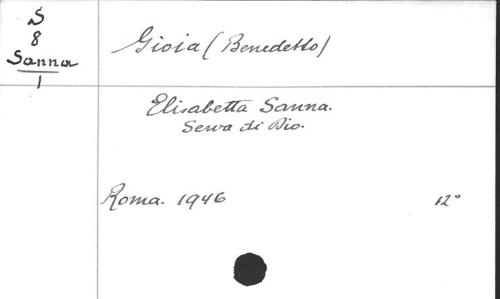 S
8
Sanna
1
Gioia (Benedetto)
Elisabetta Sanna.
Serva di Dio.
Roma. 1946 12°